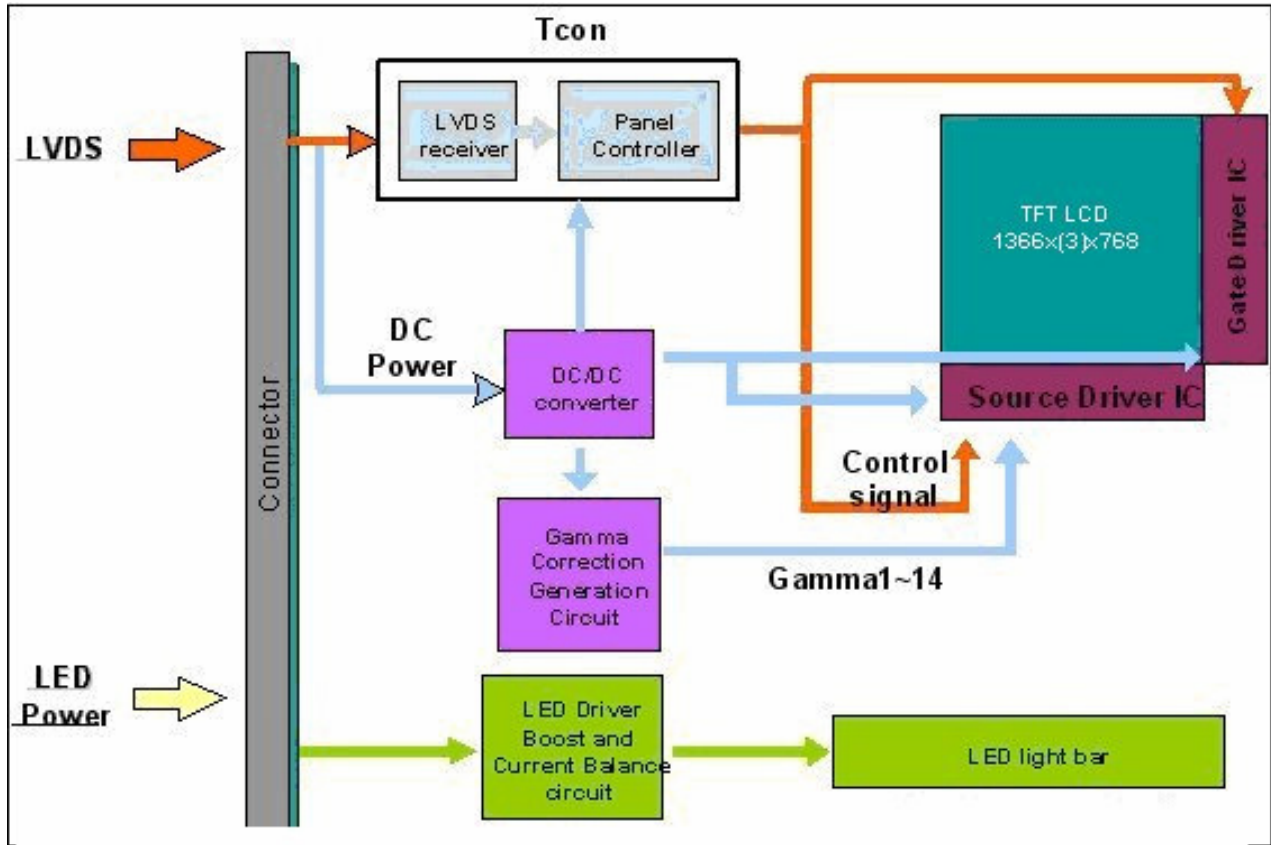 Tcon
LVDS
LVDS
receiver
Panel
Controller
TFT LCD
1366x(3)x768
Gate Driver IC
DC
Power
DC/DC
converter
Source Driver IC
Connector
Control
signal
Gamma
Correction
Generation
Circuit
Gamma1~14
LED
Power
LED Driver
Boost and
Current Balance
circuit
LED light bar